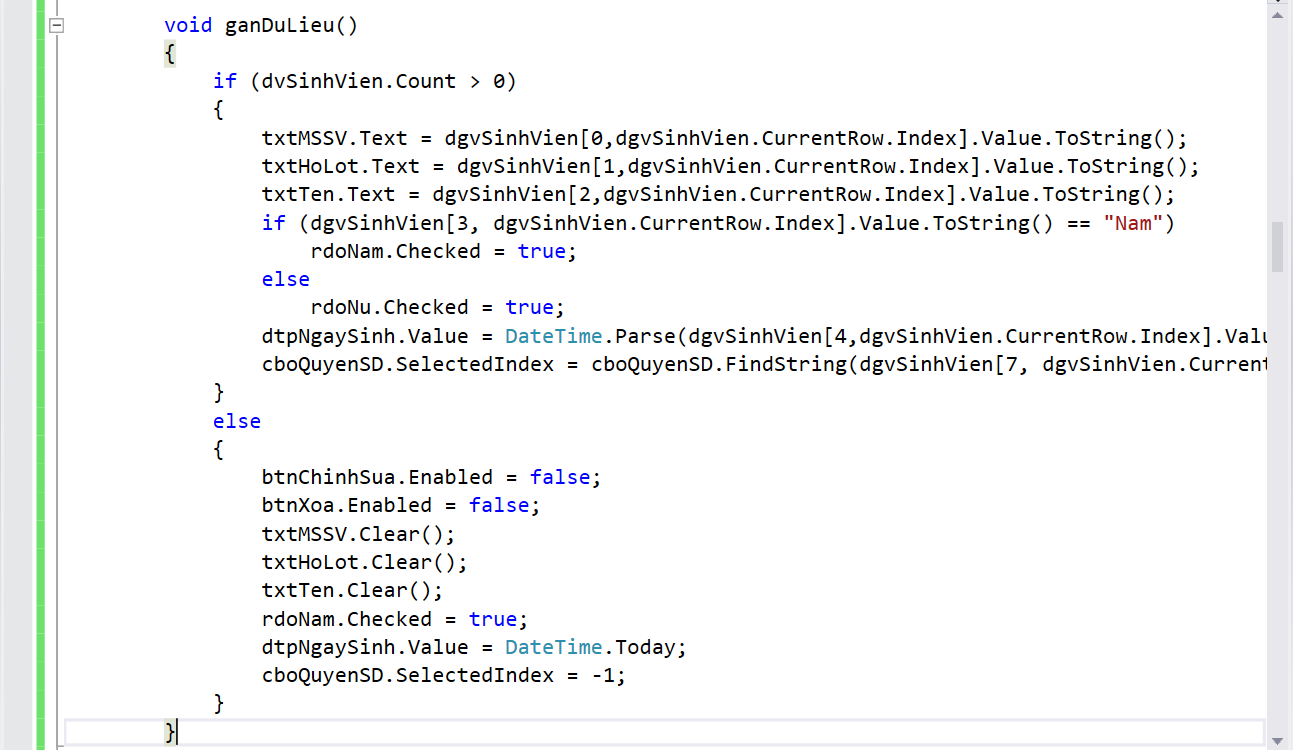 void ganDuLieu()
{
if (dvSinhVien.Count > 0)
{
txtMSSV.Text = dgvSinhVien[0,dgvSinhVien.CurrentRow.Index].Value.ToString();
txtHoLot.Text = dgvSinhVien[1,dgvSinhVien.CurrentRow.Index].Value.ToString();
txtTen.Text = dgvSinhVien[2,dgvSinhVien.CurrentRow.Index].Value.ToString();
if (dgvSinhVien[3, dgvSinhVien.CurrentRow.Index].Value.ToString() == "Nam")
rdoNam.Checked = true;
else
rdoNu.Checked = true;
dtpNgaySinh.Value = DateTime.Parse(dgvSinhVien[4,dgvSinhVien.CurrentRow.Index].Valu
cboQuyenSD.SelectedIndex = cboQuyenSD.FindString(dgvSinhVien[7, dgvSinhVien.Current
}
else
{
btnChinhSua.Enabled = false;
btnXoa.Enabled = false;
txtMSSV.Clear();
txtHoLot.Clear();
txtTen.Clear();
rdoNam.Checked = true;
dtpNgaySinh.Value = DateTime.Today;
cboQuyenSD.SelectedIndex = -1;
}
}